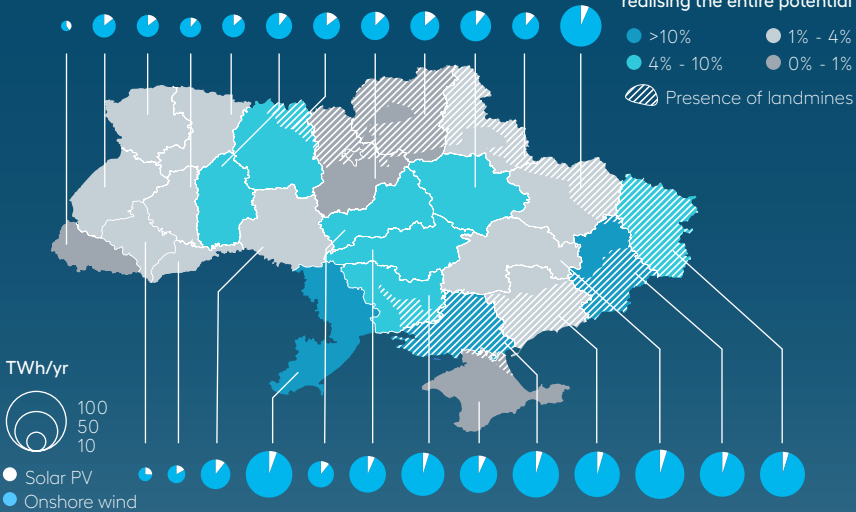 realising the entire potential
>10%
1% - 4%
4% - 10%
0% - 1%
Presence of landmines
TWh/yr
100
50
10
Solar PV
Onshore wind